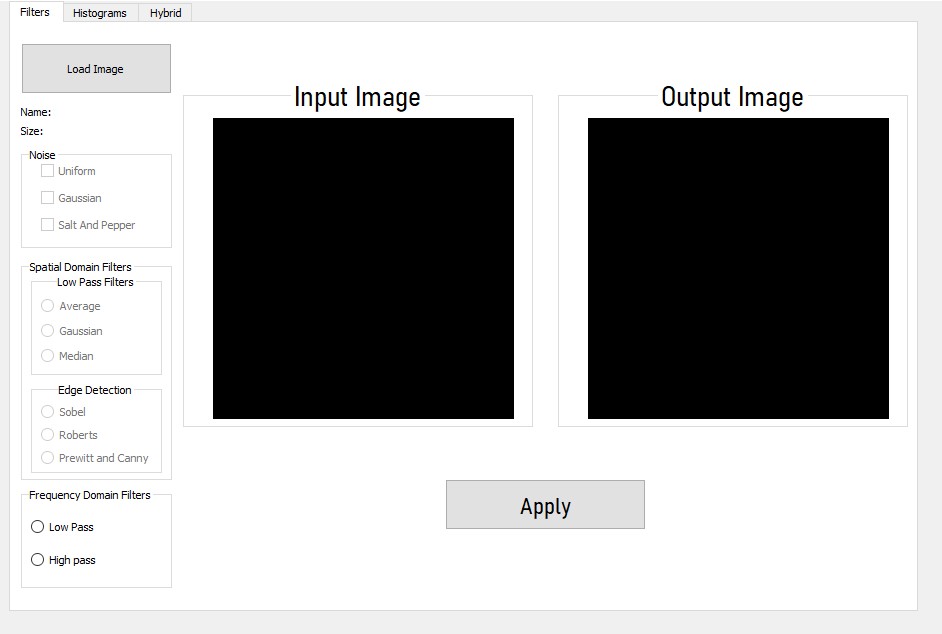 Filters Histograms Hybrid
Load Image
Name:
Size:
Noise
Uniform
Gaussian
Salt And Pepper
Spatial Domain Filters
Low Pass Filters
Average
Gaussian
Median
Edge Detection
Sobel
Roberts
Prewitt and Canny
Frequency Domain Filters
Low Pass
High pass
Input Image
Output Image
Apply